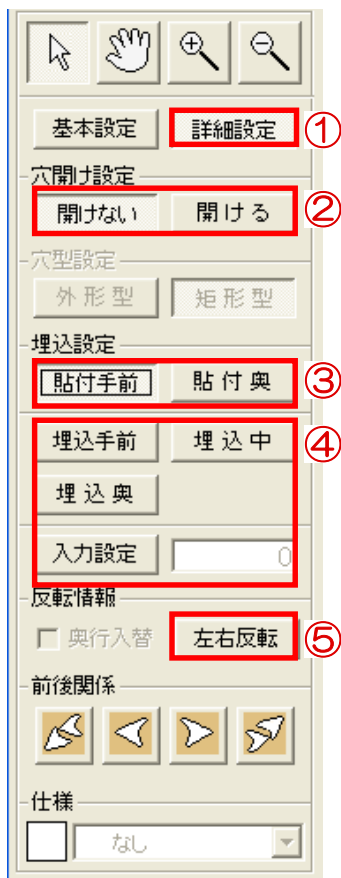 基本設定 詳細設定 ①
穴開け設定
開けない 開ける ②
穴型設定
外形型 矩形型
埋込設定
貼付手前 貼付奥 ③
埋込手前 埋込中 ④
埋込奥
入力設定 0
反転情報
奥行入替 左右反転 ⑤
前後関係
仕様
なし